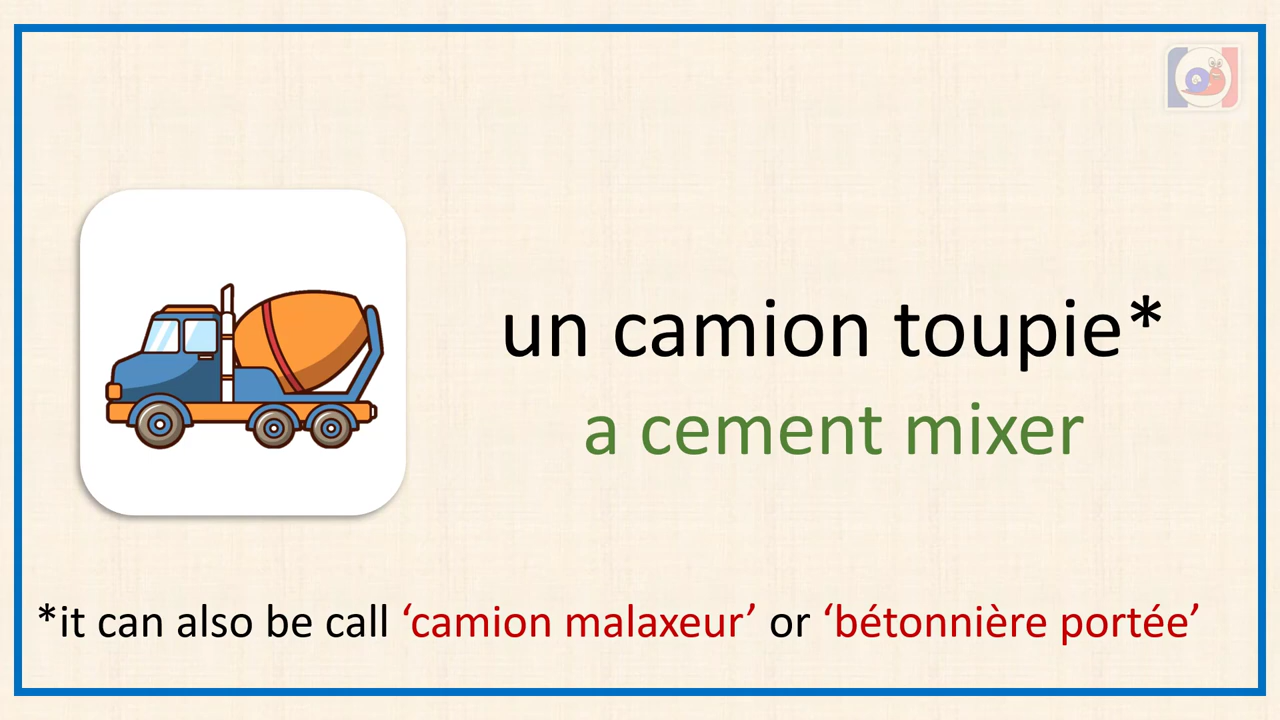 un camion toupie*
a cement mixer
*it can also be call ‘camion malaxeur’ or ‘bétonnière portée’